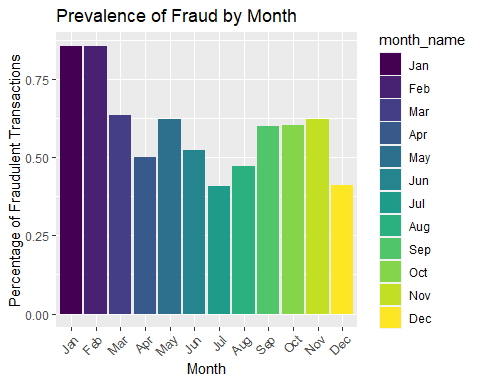 Prevalence of Fraud by Month
Percentage of Fraudulent Transactions
0.75
0.50
0.25
0.00
Jan
Feb
Mar
Apr
May
Jun
Jul
Aug
Sep
Oct
Nov
Dec
Month
month_name
Jan
Feb
Mar
Apr
May
Jun
Jul
Aug
Sep
Oct
Nov
Dec